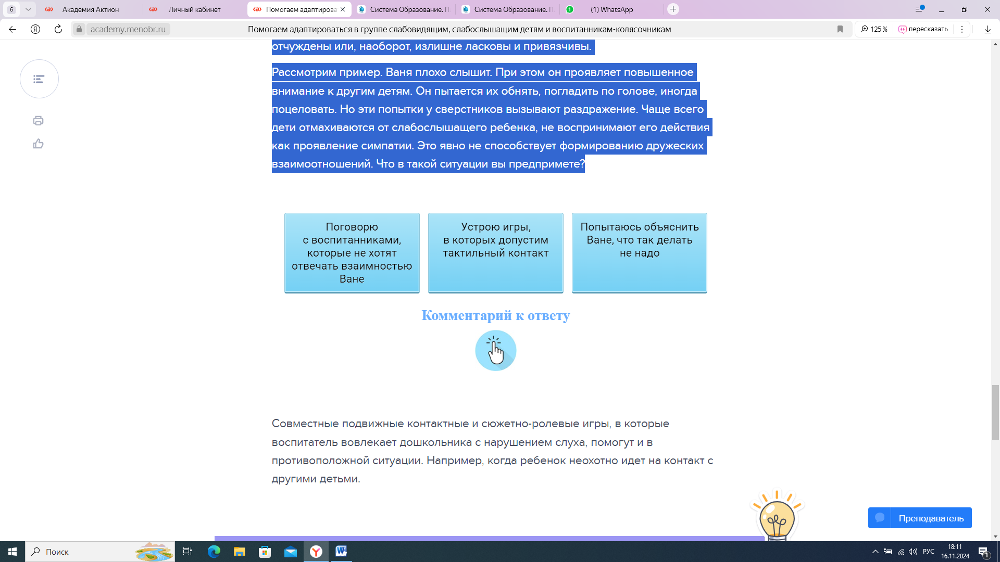 6
Академия Актион
Личный кабинет
Помогаем адаптирова
Система Образование. П
Система Образование. П
1
(1) WhatsApp
academy.menobr.ru
Помогаем адаптироваться в группе слабовидящим, слабослышащим детям и воспитанникам-колясочникам
125 %
пересказать
отчуждены или, наоборот, излишне ласковы и привязчивы.
Рассмотрим пример. Ваня плохо слышит. При этом он проявляет повышенное
внимание к другим детям. Он пытается их обнять, погладить по голове, иногда
поцеловать. Но эти попытки у сверстников вызывают раздражение. Чаще всего
дети отмахиваются от слабослышащего ребенка, не воспринимают его действия
как проявление симпатии. Это явно не способствует формированию дружеских
взаимоотношений. Что в такой ситуации вы предпримете?
Поговорю
с воспитанниками,
которые не хотят
отвечать взаимностью
Ване
Устрою игры,
в которых допустим
тактильный контакт
Попытаюсь объяснить
Ване, что так делать
не надо
Комментарий к ответу
Совместные подвижные контактные и сюжетно-ролевые игры, в которые
воспитатель вовлекает дошкольника с нарушением слуха, помогут и в
противоположной ситуации. Например, когда ребенок неохотно идет на контакт с
другими детьми.
Преподаватель
Поиск
РУС
18:11
16.11.2024
1